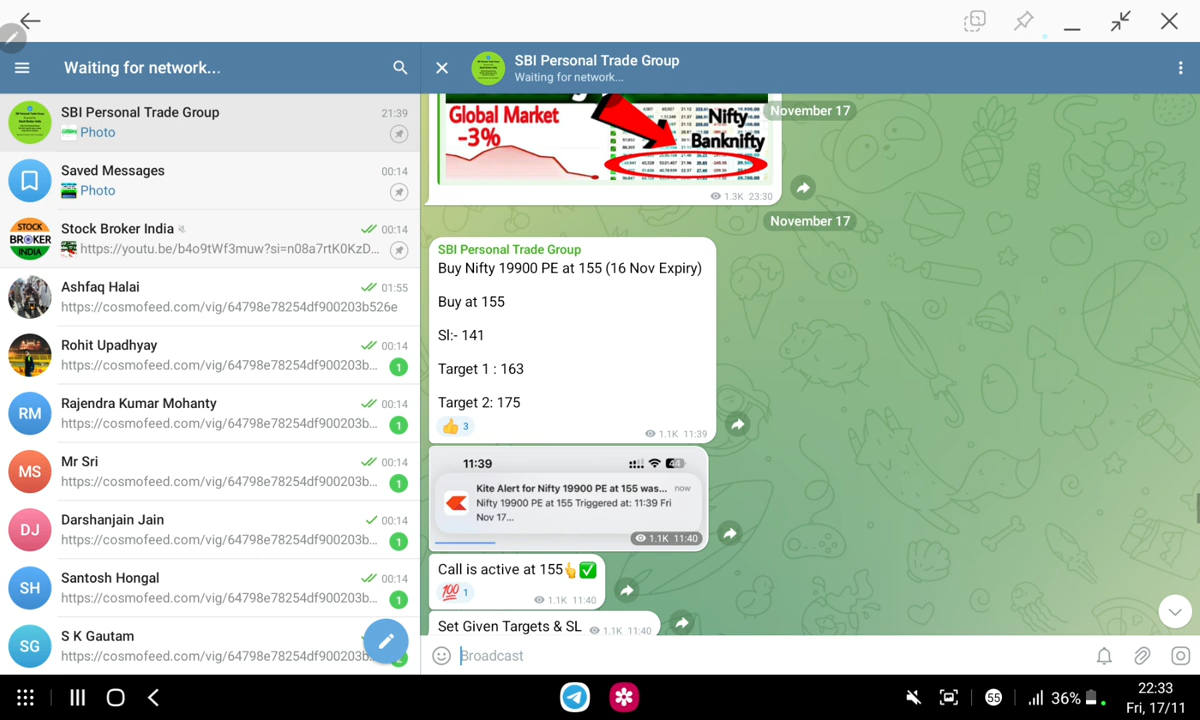 Waiting for network...
SBI Personal Trade Group
21:39
Photo
Saved Messages
00:14
Photo
STOCK
BROKER
INDIA
Stock Broker India
00:14
https://youtu.be/b4o9tWf3muw?si=n08a7rtK0KzD...
Ashfaq Halai
01:55
https://cosmofeed.com/vig/64798e78254df900203b526e
Rohit Upadhyay
00:14
https://cosmofeed.com/vig/64798e78254df900203b...
1
RM
Rajendra Kumar Mohanty
00:14
https://cosmofeed.com/vig/64798e78254df900203b...
1
MS
Mr Sri
00:14
https://cosmofeed.com/vig/64798e78254df900203b...
1
DJ
Darshanjain Jain
00:14
https://cosmofeed.com/vig/64798e78254df900203b...
1
SH
Santosh Hongal
00:14
https://cosmofeed.com/vig/64798e78254df900203b...
1
SG
S K Gautam
https://cosmofeed.com/vig/64798e78254df900203b...
SBI Personal Trade Group
Waiting for network...
November 17
Global Market
-3%
Nifty
Banknifty
1.3K 23:30
November 17
SBI Personal Trade Group
Buy Nifty 19900 PE at 155 (16 Nov Expiry)
Buy at 155
Sl:- 141
Target 1 : 163
Target 2: 175
👍 3
1.1K 11:39
11:39
44
Kite Alert for Nifty 19900 PE at 155 was...
now
Nifty 19900 PE at 155 Triggered at: 11:39 Fri
Nov 17...
1.1K 11:40
Call is active at 155👆✅
💯 1
1.1K 11:40
Set Given Targets & SL
1.1K 11:40
Broadcast
55
36%
22:33
Fri, 17/11